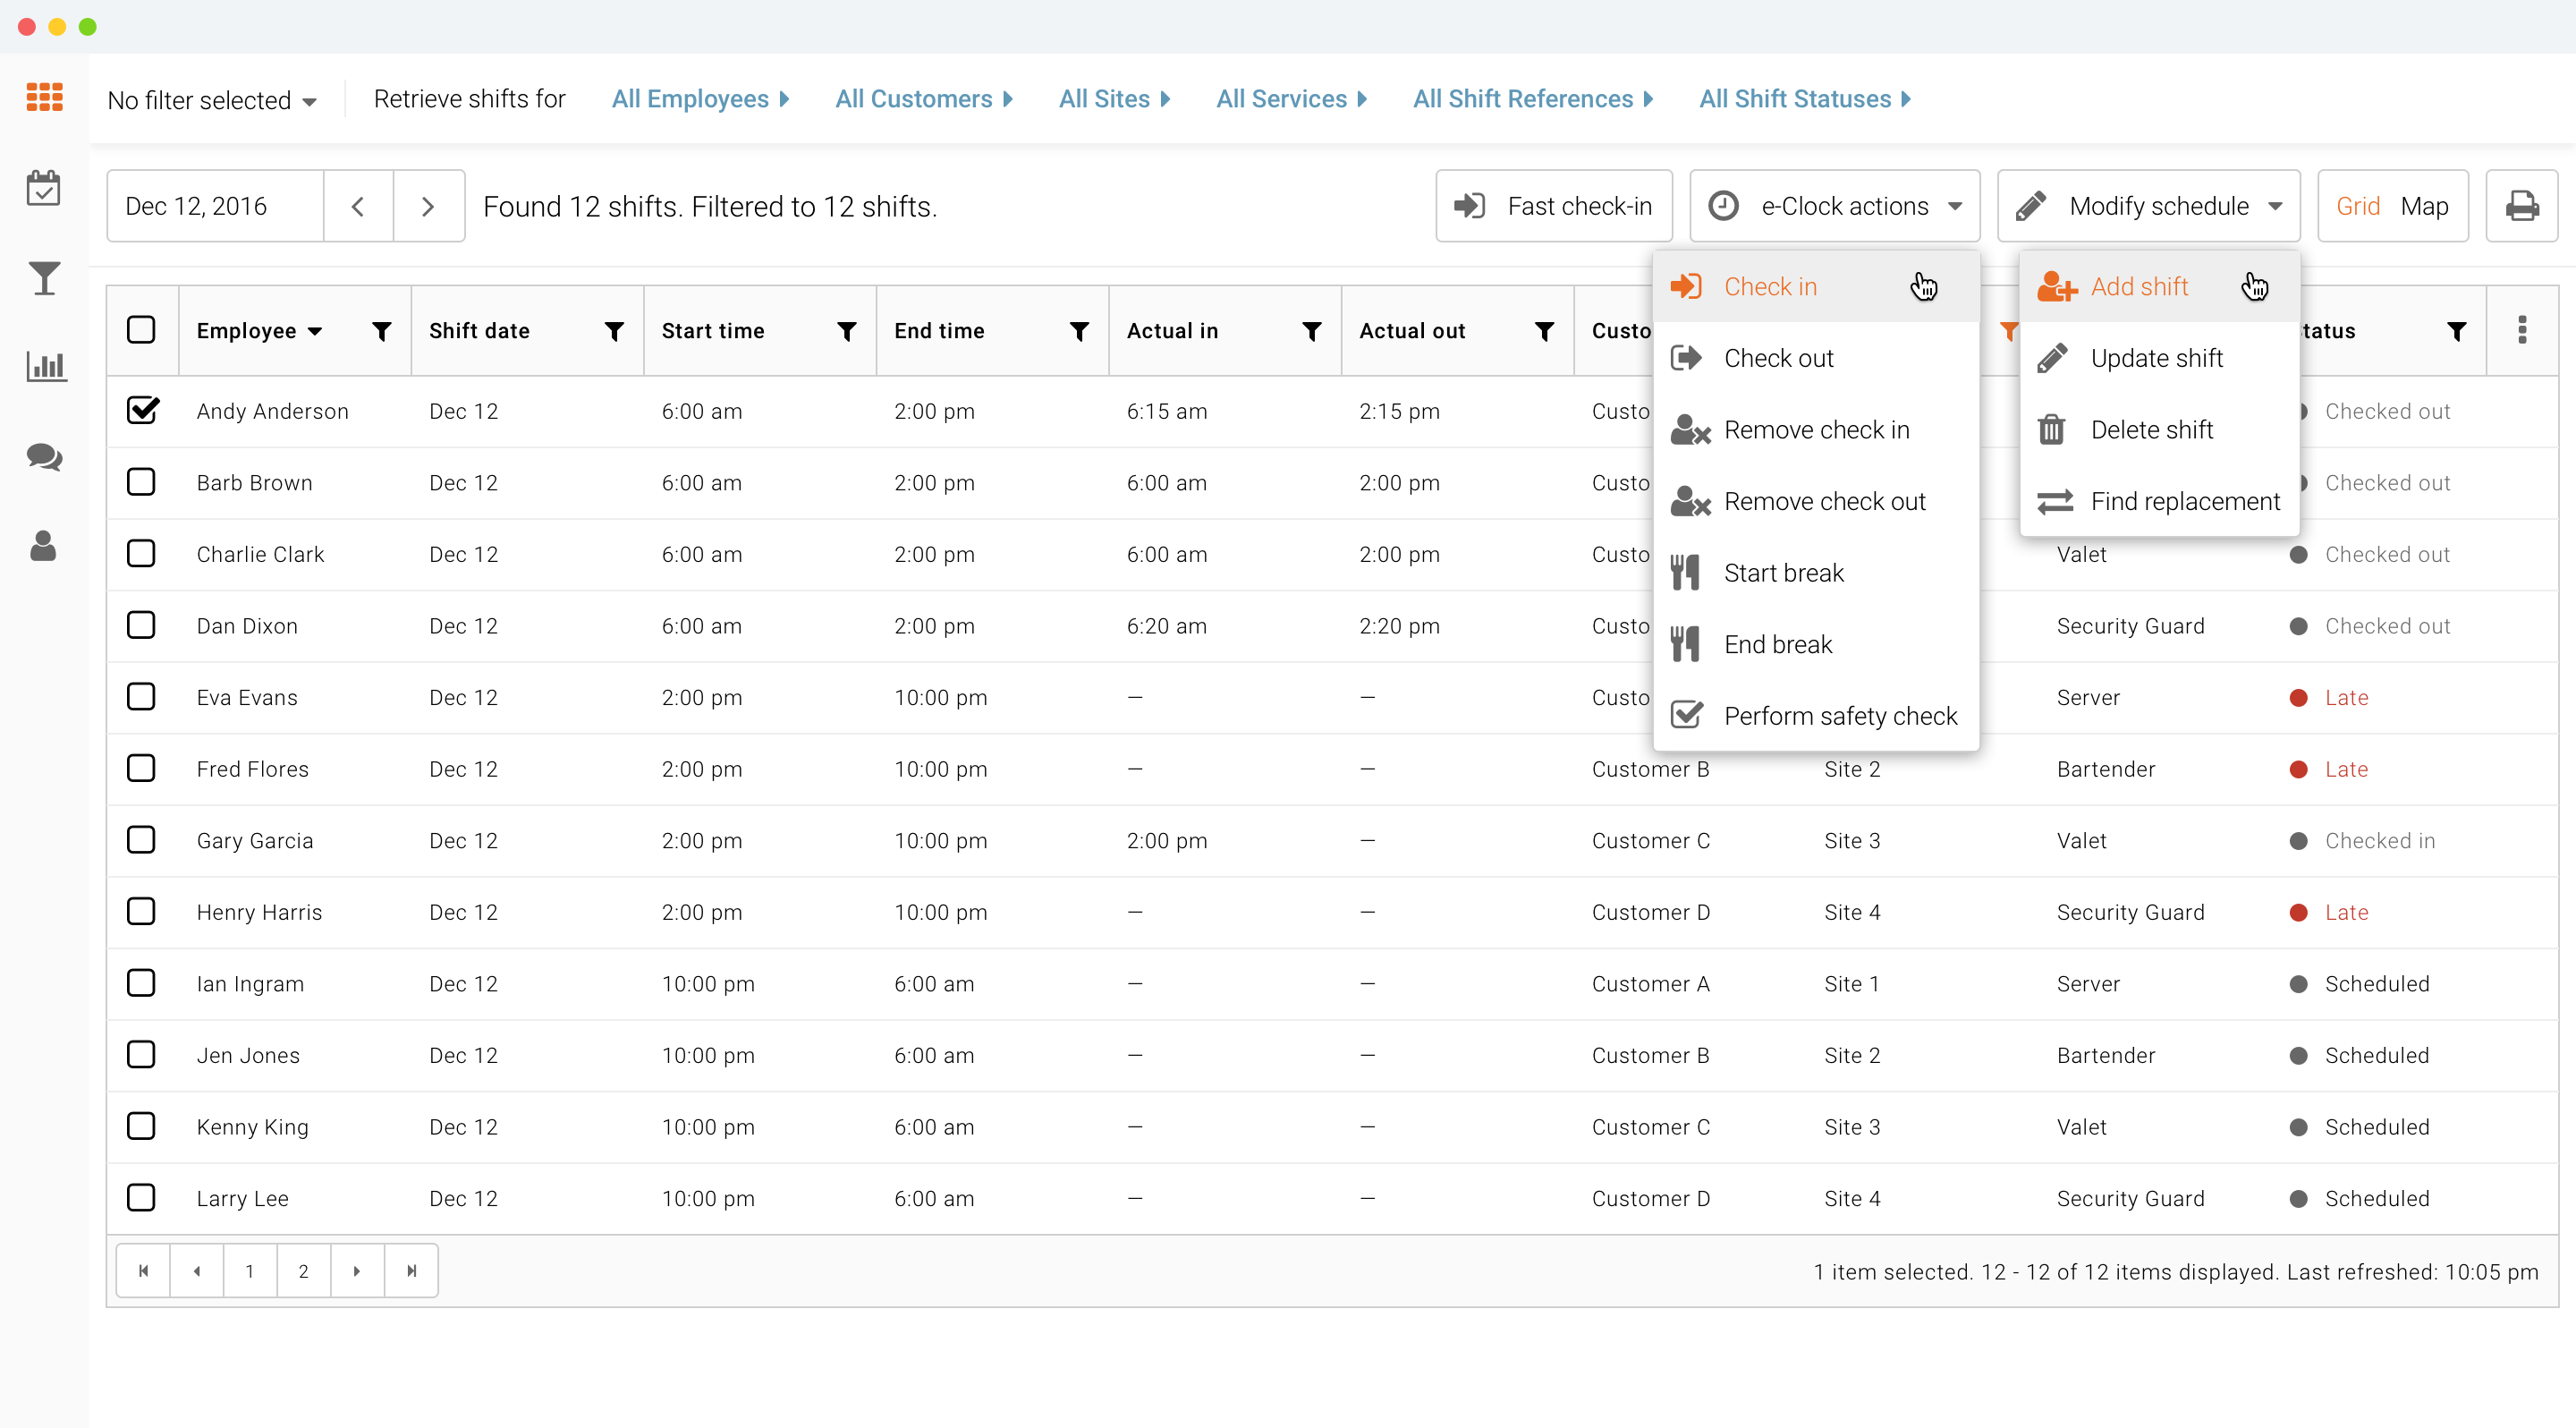 No filter selected Retrieve shifts for All Employees All Customers All Sites All Services All Shift References All Shift Statuses
Dec 12, 2016 Found 12 shifts. Filtered to 12 shifts. Fast check-in e-Clock actions Modify schedule Grid Map
Check in Add shift
Employee Shift date Start time End time Actual in Actual out Custo tatus
Check out Update shift
Andy Anderson Dec 12 6:00 am 2:00 pm 6:15 am 2:15 pm Custo Checked out
Remove check in Delete shift
Barb Brown Dec 12 6:00 am 2:00 pm 6:00 am 2:00 pm Custo Checked out
Remove check out Find replacement
Charlie Clark Dec 12 6:00 am 2:00 pm 6:00 am 2:00 pm Custo Valet Checked out
Start break
Dan Dixon Dec 12 6:00 am 2:00 pm 6:20 am 2:20 pm Custo Security Guard Checked out
End break
Eva Evans Dec 12 2:00 pm 10:00 pm — — Custo Server Late
Perform safety check
Fred Flores Dec 12 2:00 pm 10:00 pm — — Customer B Site 2 Bartender Late
Gary Garcia Dec 12 2:00 pm 10:00 pm 2:00 pm — Customer C Site 3 Valet Checked in
Henry Harris Dec 12 2:00 pm 10:00 pm — — Customer D Site 4 Security Guard Late
Ian Ingram Dec 12 10:00 pm 6:00 am — — Customer A Site 1 Server Scheduled
Jen Jones Dec 12 10:00 pm 6:00 am — — Customer B Site 2 Bartender Scheduled
Kenny King Dec 12 10:00 pm 6:00 am — — Customer C Site 3 Valet Scheduled
Larry Lee Dec 12 10:00 pm 6:00 am — — Customer D Site 4 Security Guard Scheduled
1 2 1 item selected. 12 - 12 of 12 items displayed. Last refreshed: 10:05 pm